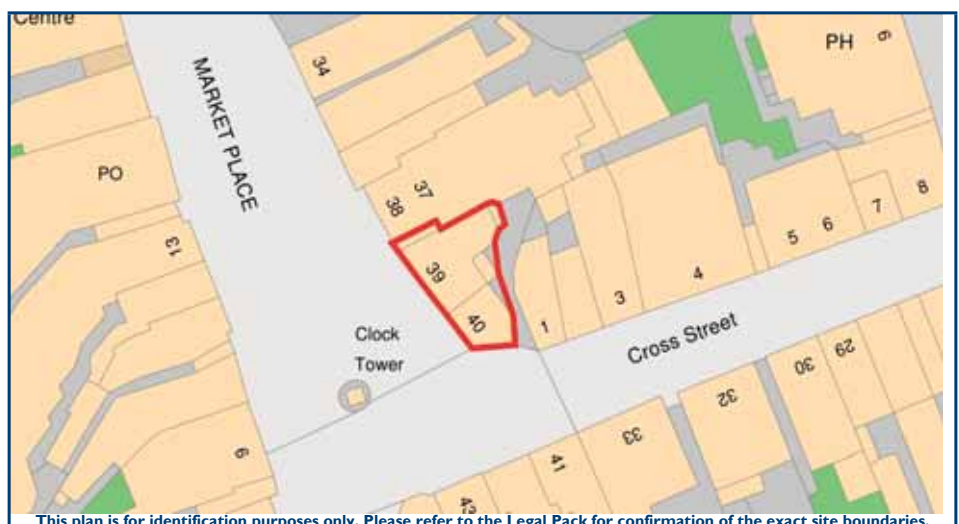 Centre
34
PH
6
MARKET PLACE
PO
37
38
8
7
6
5
13
39
4
3
40
1
Clock
Tower
Cross Street
29
30
32
33
9
41
43
This plan is for identification purposes only. Please refer to the Legal Pack for confirmation of the exact site boundaries.